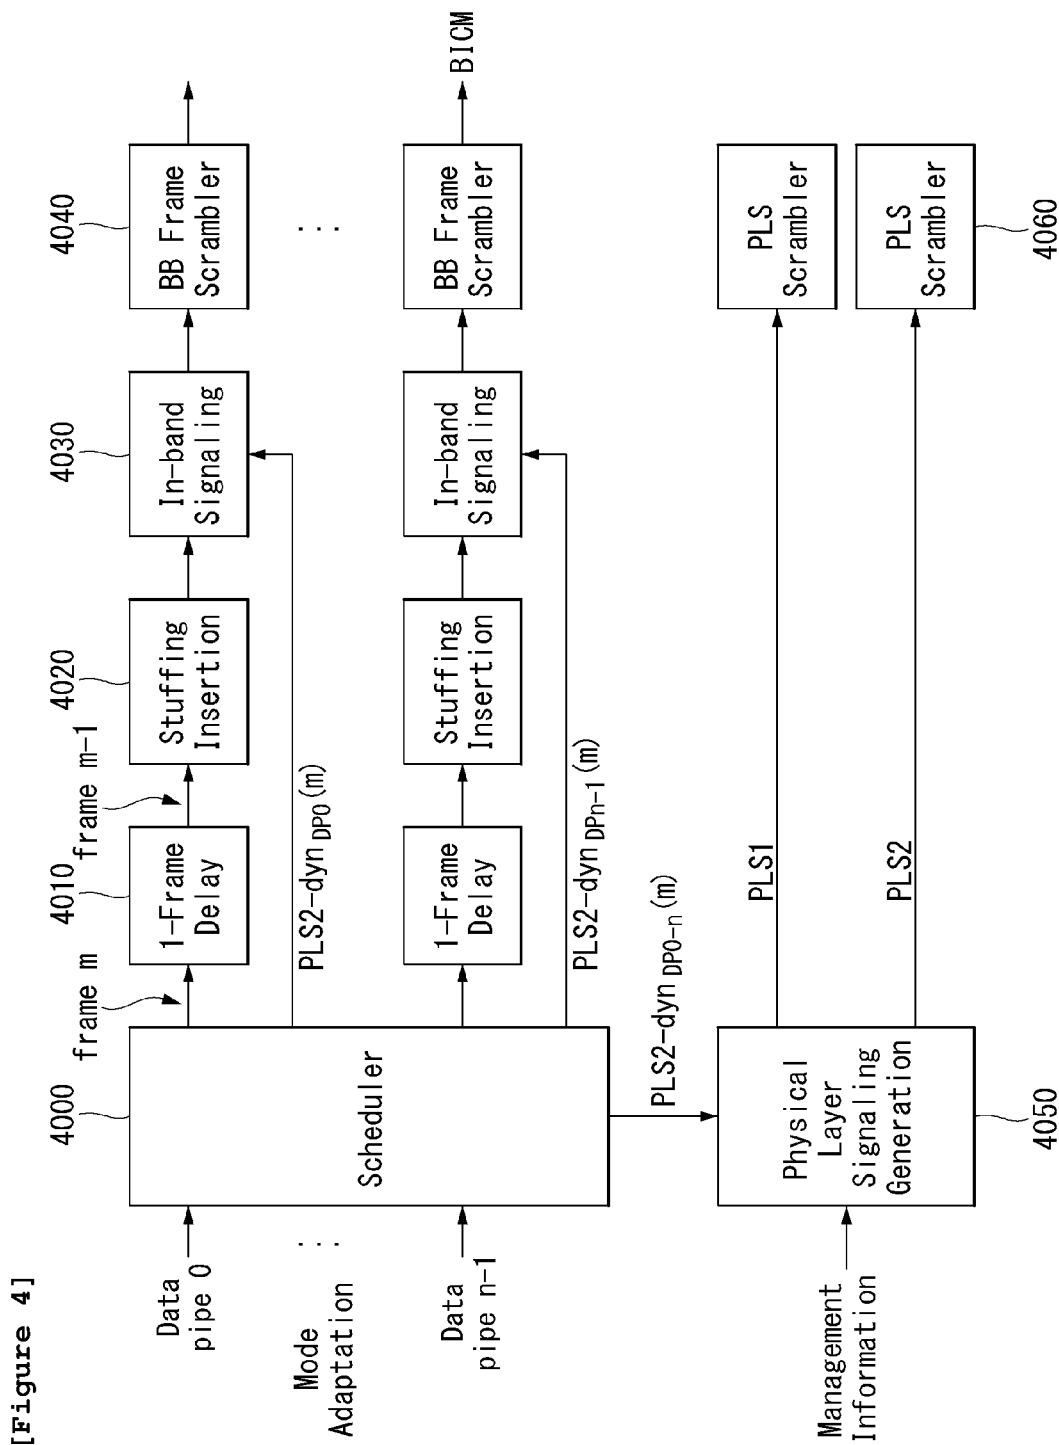 [Figure 4]
4000
4010
4020
4030
4040
frame m
frame m-1
Data
pipe 0
Scheduler
1-Frame
Delay
Stuffing
Insertion
In-band
Signaling
BB Frame
Scrambler
PLS2-dyn DP0(m)
...
Mode
Adaptation
...
Data
pipe n-1
1-Frame
Delay
Stuffing
Insertion
In-band
Signaling
BB Frame
Scrambler
BICM
PLS2-dyn DPn-1(m)
PLS2-dyn DP0-n(m)
Management
Information
Physical
Layer
Signaling
Generation
PLS1
PLS
Scrambler
PLS2
PLS
Scrambler
4050
4060